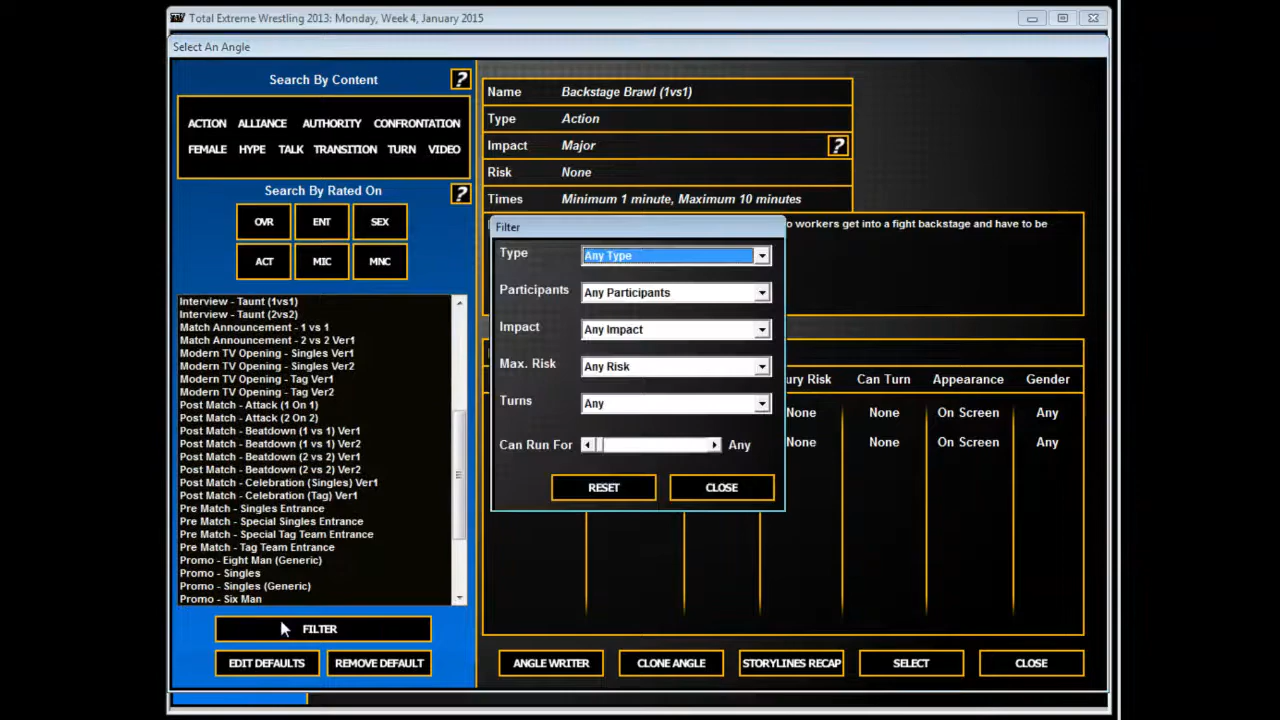 Total Extreme Wrestling 2013: Monday, Week 4, January 2015
Select An Angle
Search By Content
?
ACTION ALLIANCE AUTHORITY CONFRONTATION
FEMALE HYPE TALK TRANSITION TURN VIDEO
Search By Rated On
?
OVR ENT SEX
ACT MIC MNC
Interview - Taunt (1vs1)
Interview - Taunt (2vs2)
Match Announcement - 1 vs 1
Match Announcement - 2 vs 2 Ver1
Modern TV Opening - Singles Ver1
Modern TV Opening - Singles Ver2
Modern TV Opening - Tag Ver1
Modern TV Opening - Tag Ver2
Post Match - Attack (1 On 1)
Post Match - Attack (2 On 2)
Post Match - Beatdown (1 vs 1) Ver1
Post Match - Beatdown (1 vs 1) Ver2
Post Match - Beatdown (2 vs 2) Ver1
Post Match - Beatdown (2 vs 2) Ver2
Post Match - Celebration (Singles) Ver1
Post Match - Celebration (Tag) Ver1
Pre Match - Singles Entrance
Pre Match - Special Singles Entrance
Pre Match - Special Tag Team Entrance
Pre Match - Tag Team Entrance
Promo - Eight Man (Generic)
Promo - Singles
Promo - Singles (Generic)
Promo - Six Man
FILTER
EDIT DEFAULTS REMOVE DEFAULT
Name Backstage Brawl (1vs1)
Type Action
Impact Major ?
Risk None
Times Minimum 1 minute, Maximum 10 minutes
o workers get into a fight backstage and have to be
Filter
Type Any Type
Participants Any Participants
Impact Any Impact
Max. Risk Any Risk
Turns Any
Can Run For Any
RESET CLOSE
ury Risk Can Turn Appearance Gender
None None On Screen Any
None None On Screen Any
ANGLE WRITER CLONE ANGLE STORYLINES RECAP SELECT CLOSE